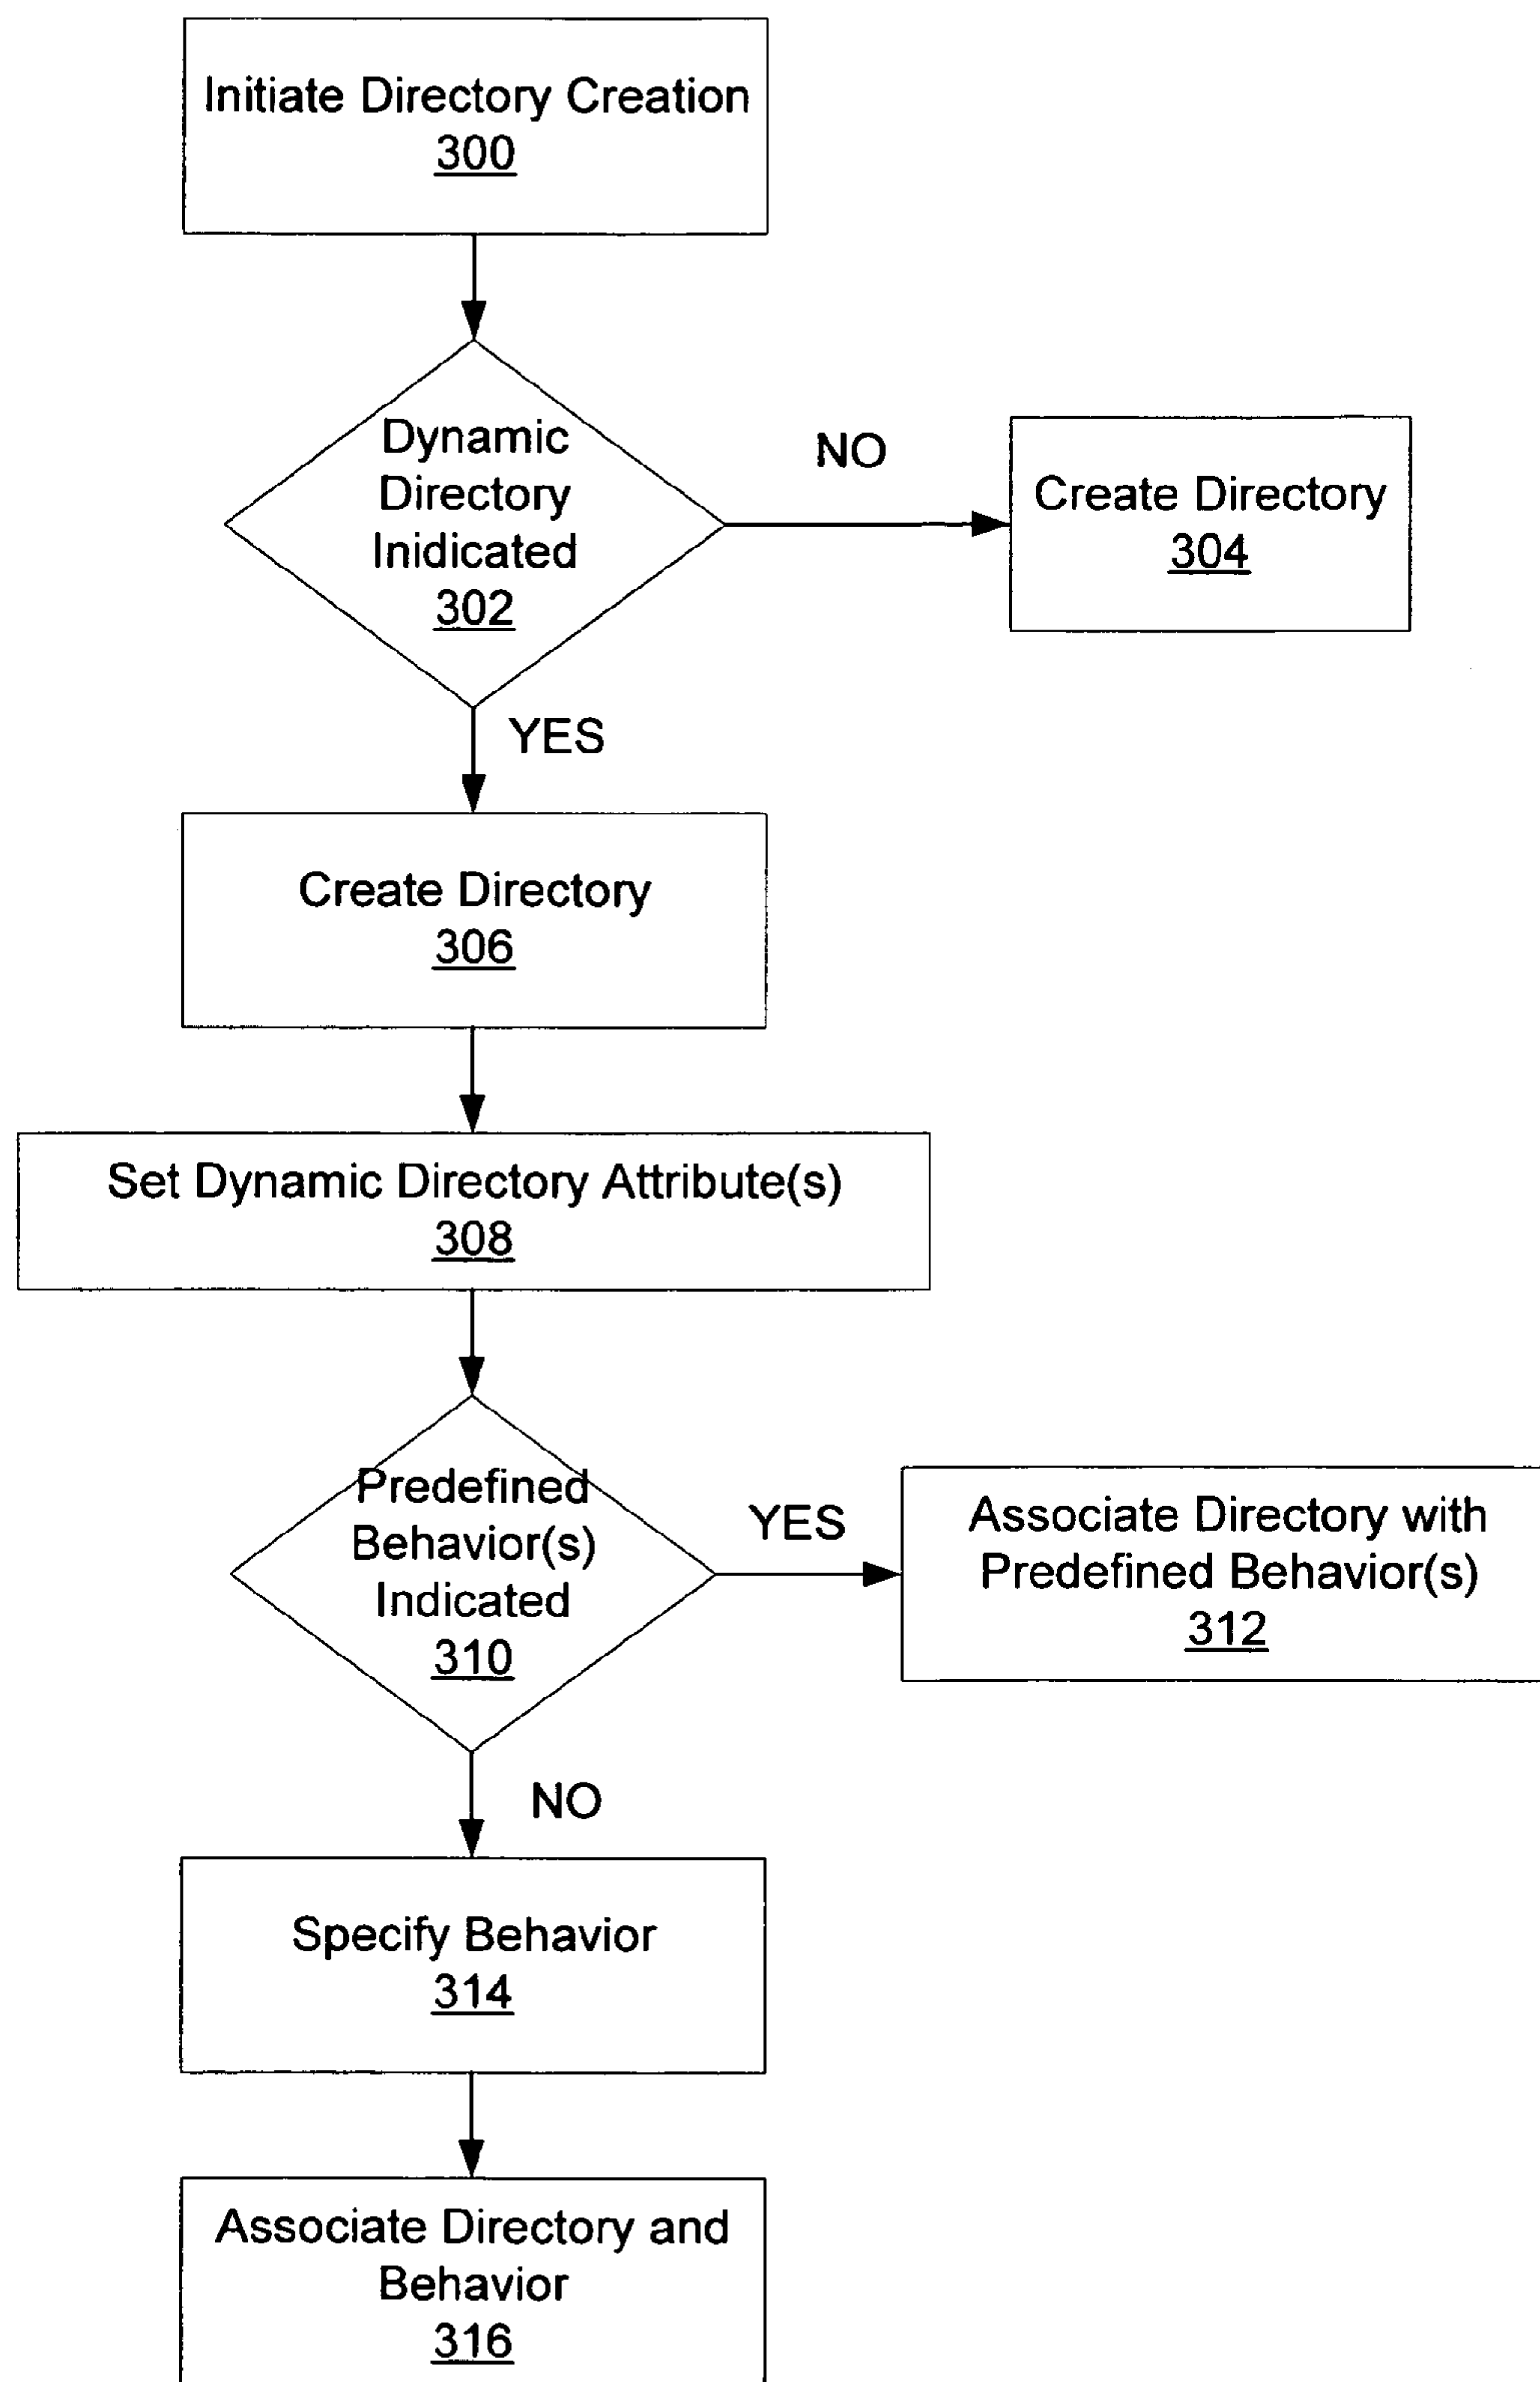 Initiate Directory Creation
300
Dynamic
Directory
Inidicated
302
NO
Create Directory
304
YES
Create Directory
306
Set Dynamic Directory Attribute(s)
308
Predefined
Behavior(s)
Indicated
310
YES
Associate Directory with
Predefined Behavior(s)
312
NO
Specify Behavior
314
Associate Directory and
Behavior
316